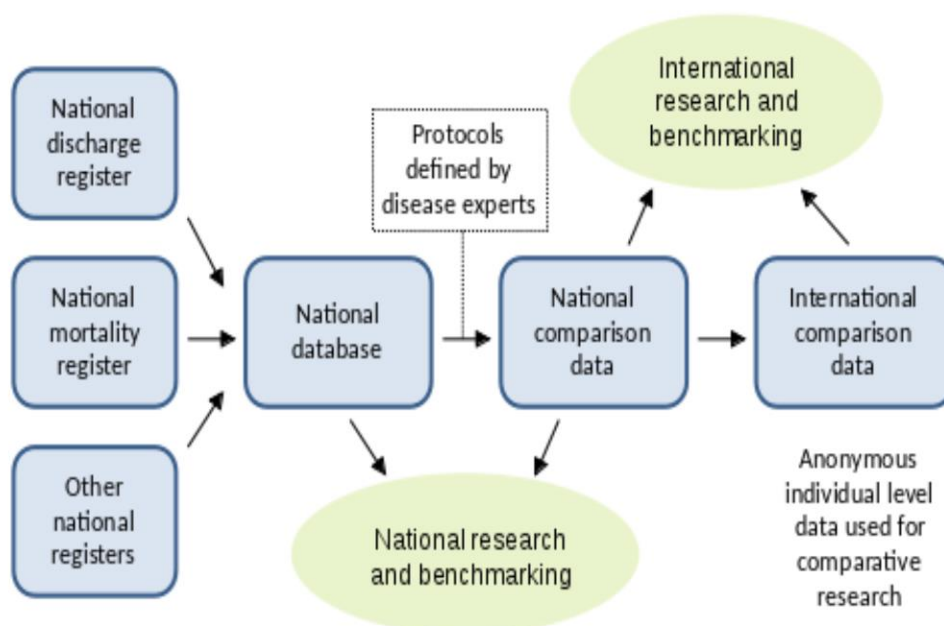 National
discharge
register
National
mortality
register
Other
national
registers
National
database
Protocols
defined by
disease experts
National
comparison
data
International
comparison
data
International
research and
benchmarking
National research
and benchmarking
Anonymous
individual level
data used for
comparative
research